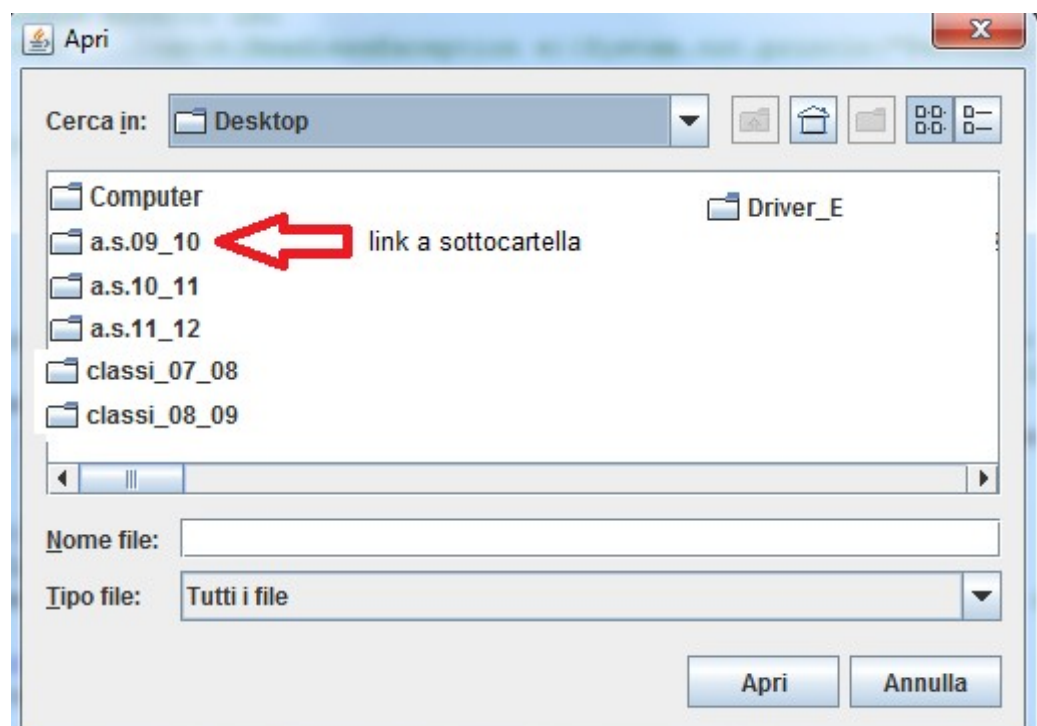 Apri
Cerca in: Desktop
Computer
Driver_E
a.s.09_10 link a sottocartella
a.s.10_11
a.s.11_12
classi_07_08
classi_08_09
Nome file:
Tipo file: Tutti i file
Apri Annulla